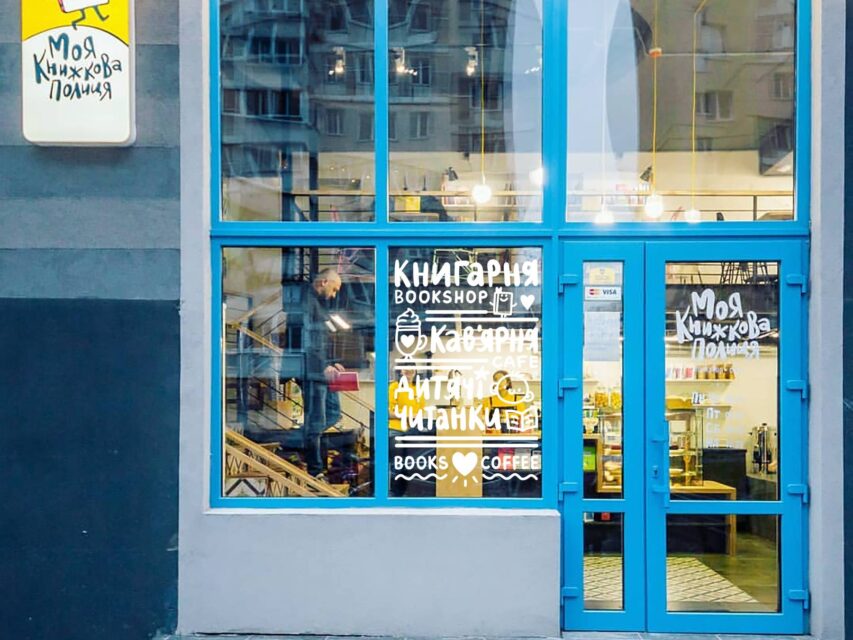 Моя
Книжкова
Полиця
КНИГАРНЯ
BOOKSHOP
Кав'ярня
CAFE
Дитячі
Читанки
BOOKS COFFEE
VISA
Моя
Книжкова
Полиця